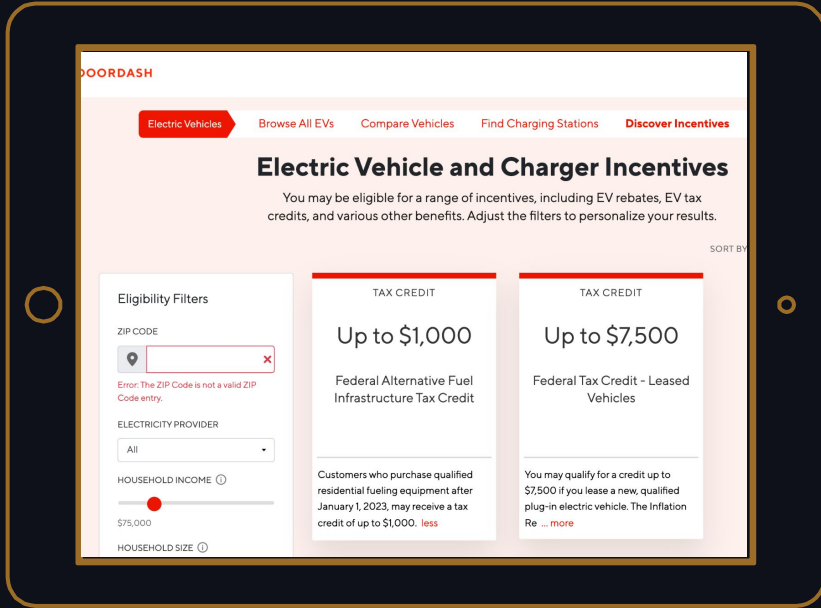 DOORDASH
Electric Vehicles
Browse All EVs
Compare Vehicles
Find Charging Stations
Discover Incentives
Electric Vehicle and Charger Incentives
You may be eligible for a range of incentives, including EV rebates, EV tax
credits, and various other benefits. Adjust the filters to personalize your results.
SORT BY
Eligibility Filters
ZIP CODE
Error: The ZIP Code is not a valid ZIP
Code entry.
ELECTRICITY PROVIDER
All
HOUSEHOLD INCOME
$75,000
HOUSEHOLD SIZE
TAX CREDIT
Up to $1,000
Federal Alternative Fuel
Infrastructure Tax Credit
Customers who purchase qualified
residential fueling equipment after
January 1, 2023, may receive a tax
credit of up to $1,000. less
TAX CREDIT
Up to $7,500
Federal Tax Credit - Leased
Vehicles
You may qualify for a credit up to
$7,500 if you lease a new, qualified
plug-in electric vehicle. The Inflation
Re ... more